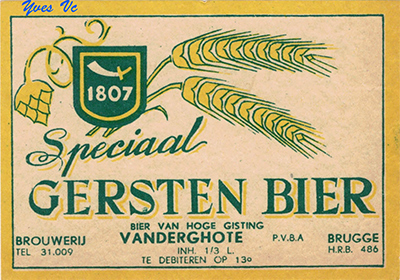 Yves Vc
1807
Speciaal
GERSTEN BIER
BIER VAN HOGE GISTING
BROUWERIJ VANDERGHOTE P.V.B.A BRUGGE
TEL 31.009 INH. 1/3 L. H.R.B. 486
TE DEBITEREN OP 13°